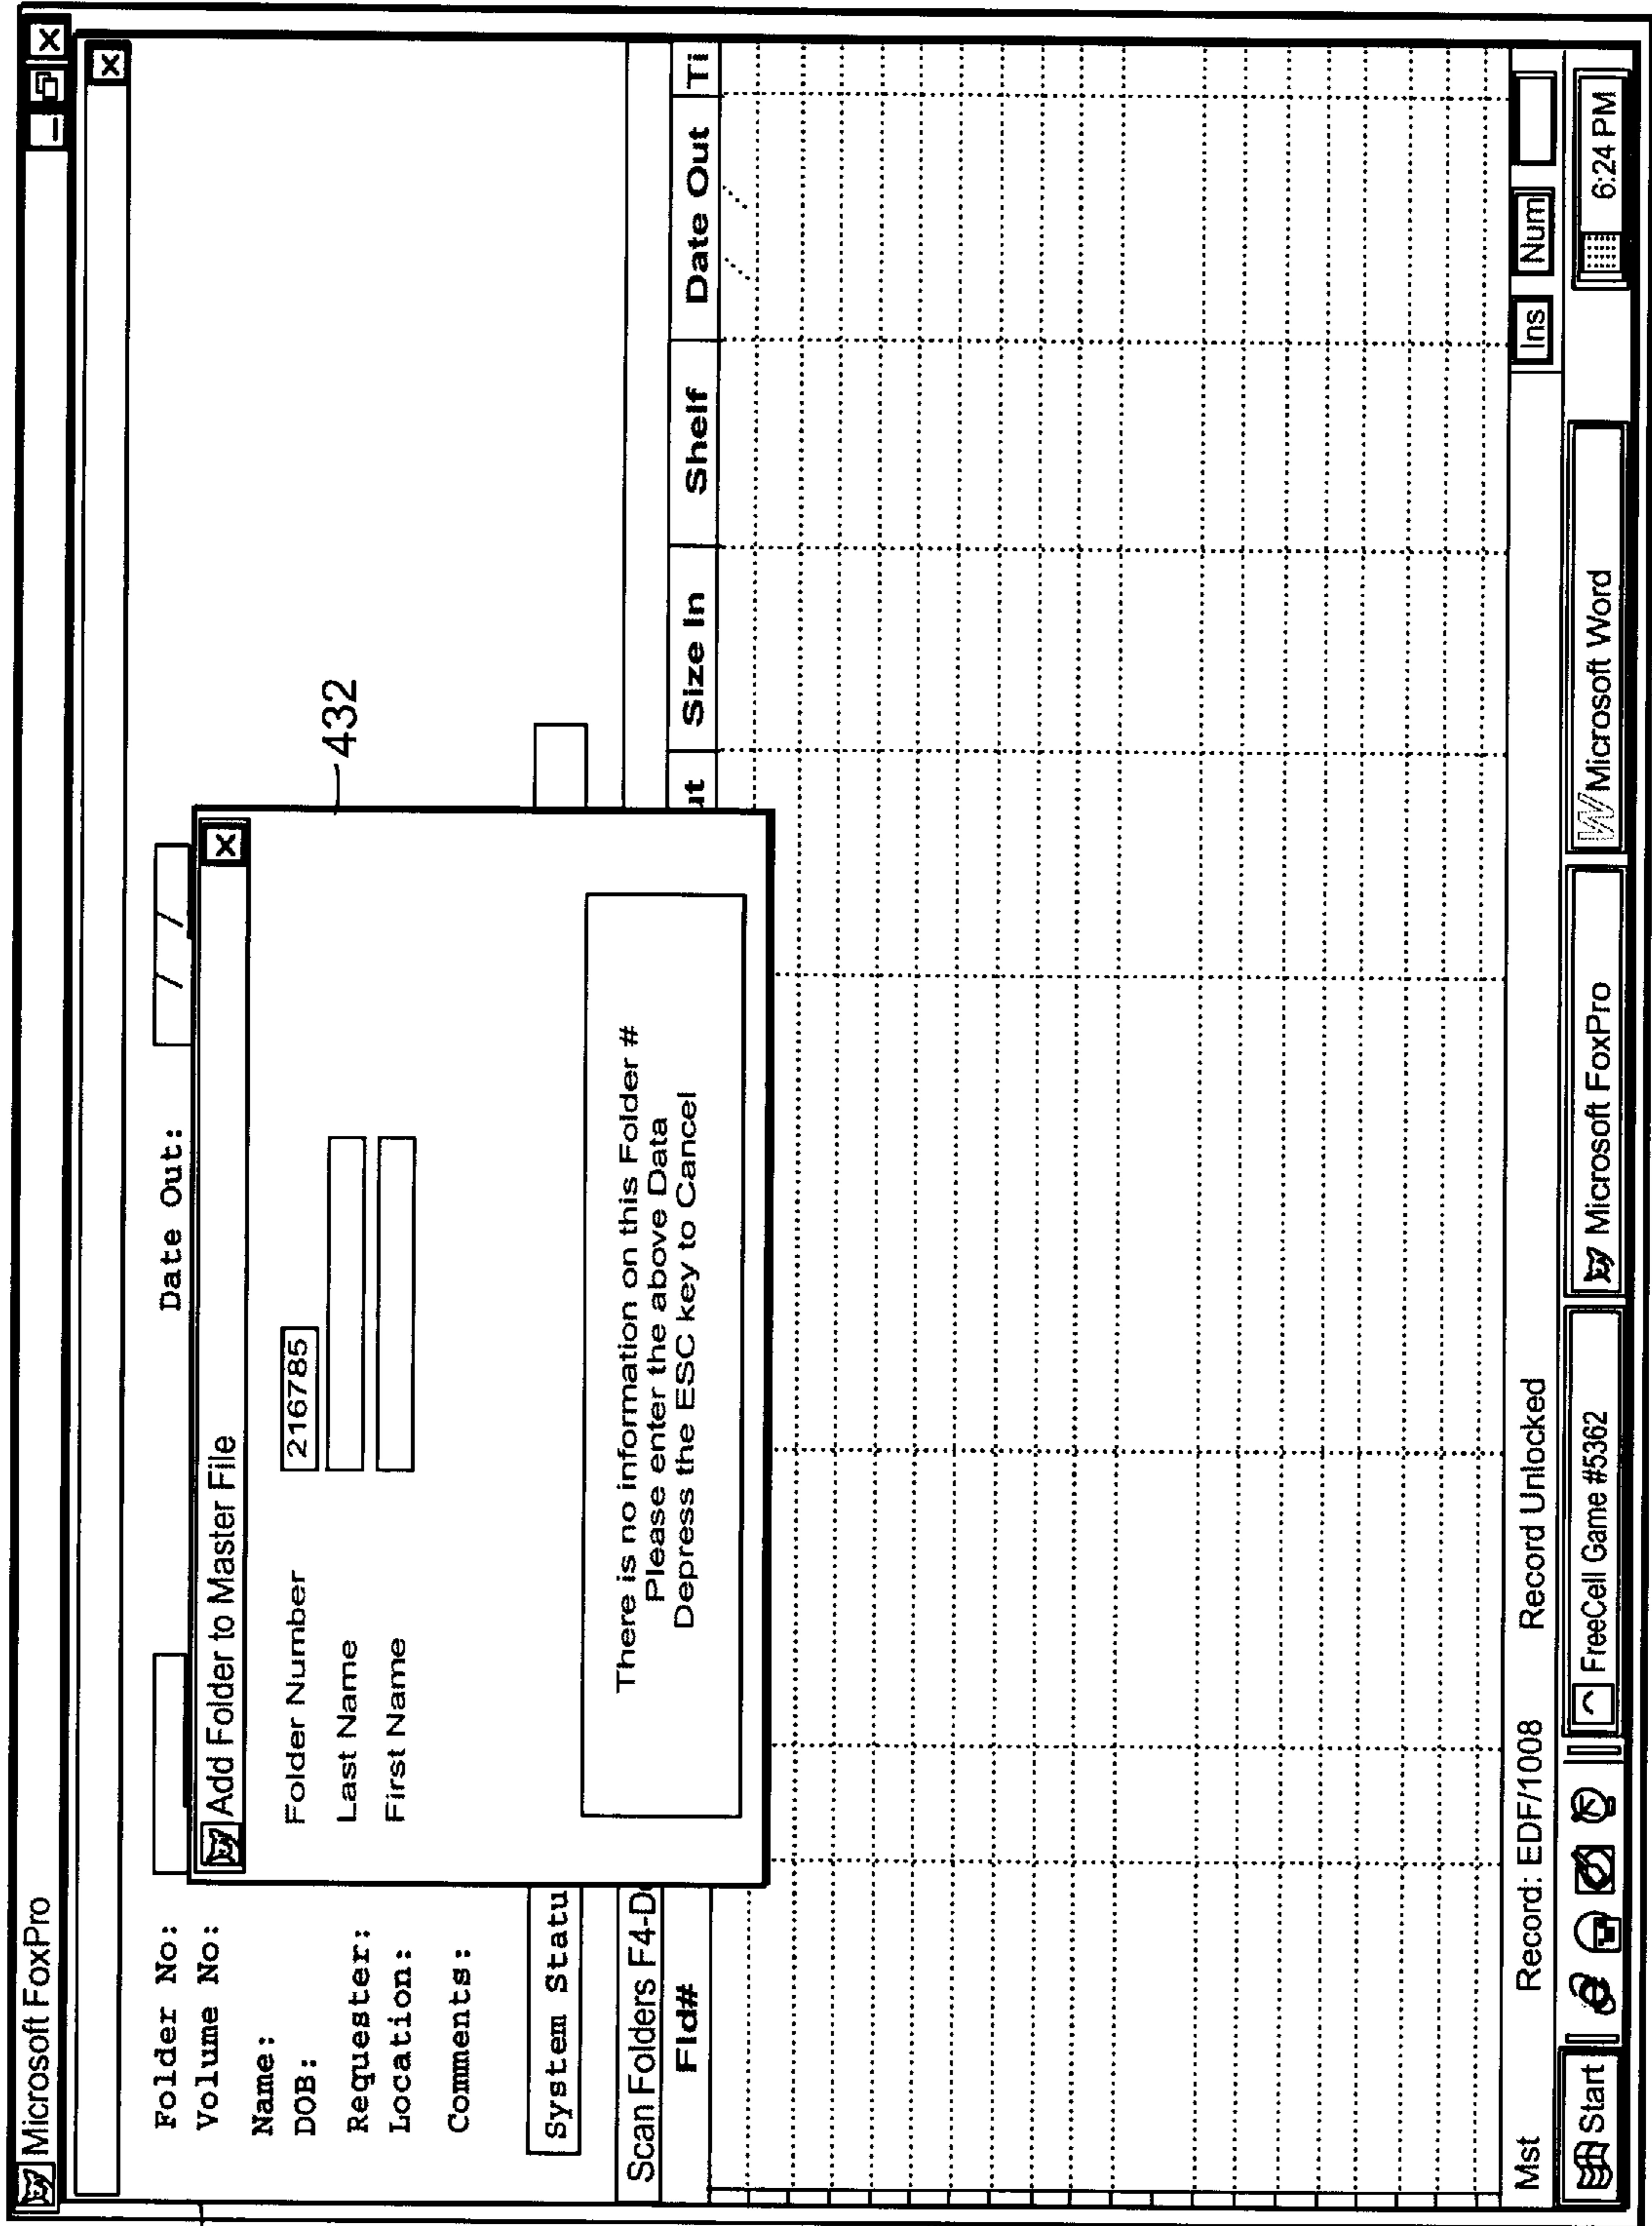 Microsoft FoxPro
Folder No:
Date Out: / /
Volume No:
Name:
DOB:
Requester:
Location:
Comments:
Add Folder to Master File
432
Folder Number 216785
Last Name
First Name
There is no information on this Folder #
Please enter the above Data
Depress the ESC key to Cancel
System Statu
Scan Folders F4-D
Fld# ut Size In Shelf Date Out Ti
/ /
Mst Record: EDF/1008 Record Unlocked Ins Num
Start FreeCell Game #5362 Microsoft FoxPro Microsoft Word 6:24 PM